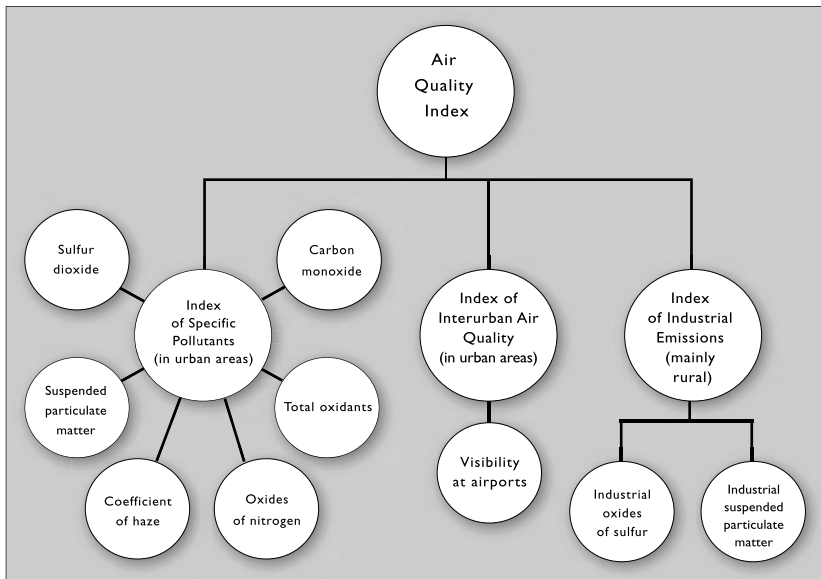 Air
Quality
Index
Sulfur
dioxide
Carbon
monoxide
Index
of Specific
Pollutants
(in urban areas)
Suspended
particulate
matter
Total oxidants
Coefficient
of haze
Oxides
of nitrogen
Index of
Interurban Air
Quality
(in urban areas)
Visibility
at airports
Index
of Industrial
Emissions
(mainly
rural)
Industrial
oxides
of sulfur
Industrial
suspended
particulate
matter